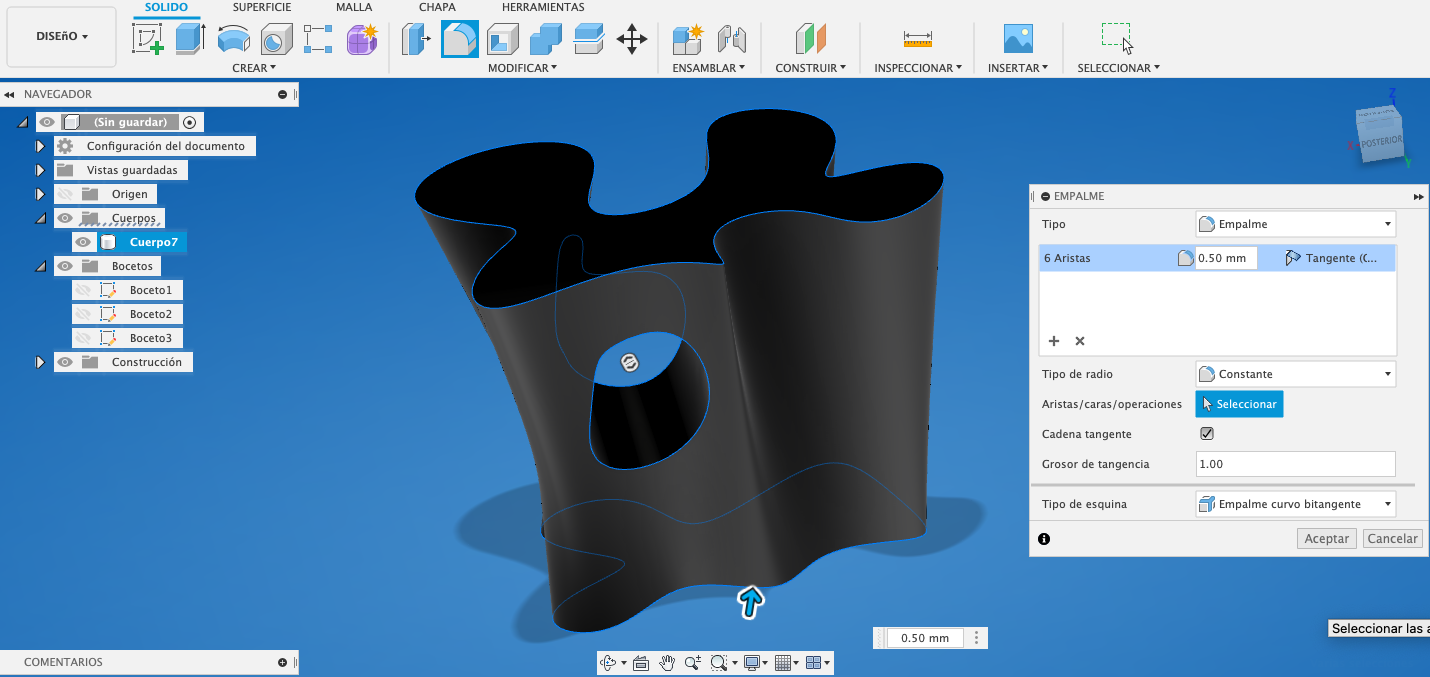 SOLIDO
SUPERFICIE
MALLA
CHAPA
HERRAMIENTAS
DISEñO
CREAR
MODIFICAR
ENSAMBLAR
CONSTRUIR
INSPECCIONAR
INSERTAR
SELECCIONAR
NAVEGADOR
(Sin guardar)
Configuración del documento
Vistas guardadas
Origen
Cuerpos
Cuerpo7
Bocetos
Boceto1
Boceto2
Boceto3
Construcción
Z
POSTERIOR
Y
EMPALME
Tipo
Empalme
6 Aristas
0.50 mm
Tangente (G...
Tipo de radio
Constante
Aristas/caras/operaciones
Seleccionar
Cadena tangente
Grosor de tangencia
1.00
Tipo de esquina
Empalme curvo bitangente
Aceptar
Cancelar
Seleccionar las a
0.50 mm
COMENTARIOS